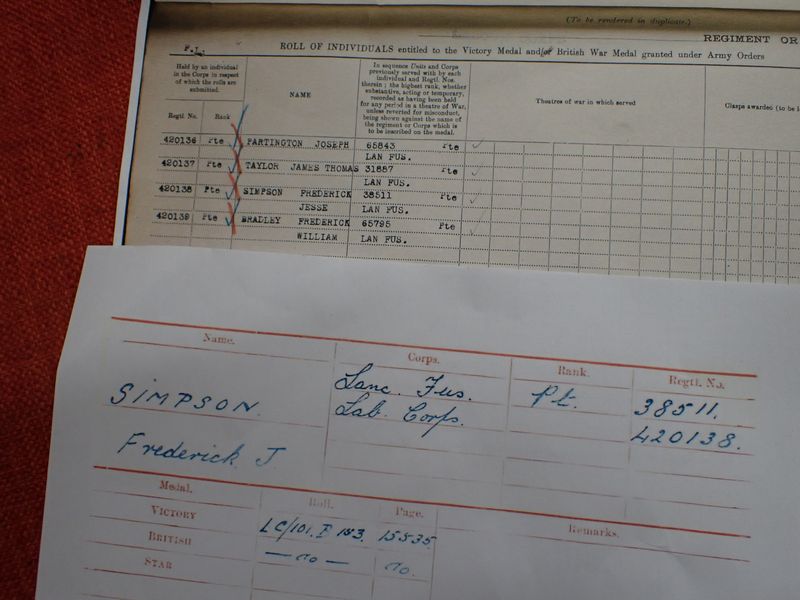 (To be rendered in duplicate.)
REGIMENT OR
F.L.
ROLL OF INDIVIDUALS entitled to the Victory Medal and/or British War Medal granted under Army Orders
Held by an individual
in the Corps in respect
of which the rolls are
submitted.
Regtl No. Rank
NAME
In sequence Units and Corps
previously served with by each
individual and Regtl. Nos.
therein; the highest rank, whether
substantive, acting or temporary,
recorded as having been held
for any period in a theatre of War,
unless reverted for misconduct,
being shown against the name of
the regiment or Corps which is
to be inscribed on the medal.
Theatres of war in which served
Clasps awarded (to be l
420136 Pte PARTINGTON JOSEPH 65843 Pte
LAN FUS.
420137 Pte TAYLOR JAMES THOMAS 31887 Pte
LAN FUS.
420138 Pte SIMPSON FREDERICK 38511 Pte
JESSE LAN FUS.
420139 Pte BRADLEY FREDERICK 65795 Pte
WILLIAM LAN FUS.
Name. Corps. Rank. Regtl. No.
SIMPSON. Lanc. Fus. Pt. 38511.
Lab. Corps. 420138.
Frederick J
Medal. Roll. Page. Remarks.
VICTORY LC/101. B 153. 15535.
BRITISH — do — do.
STAR